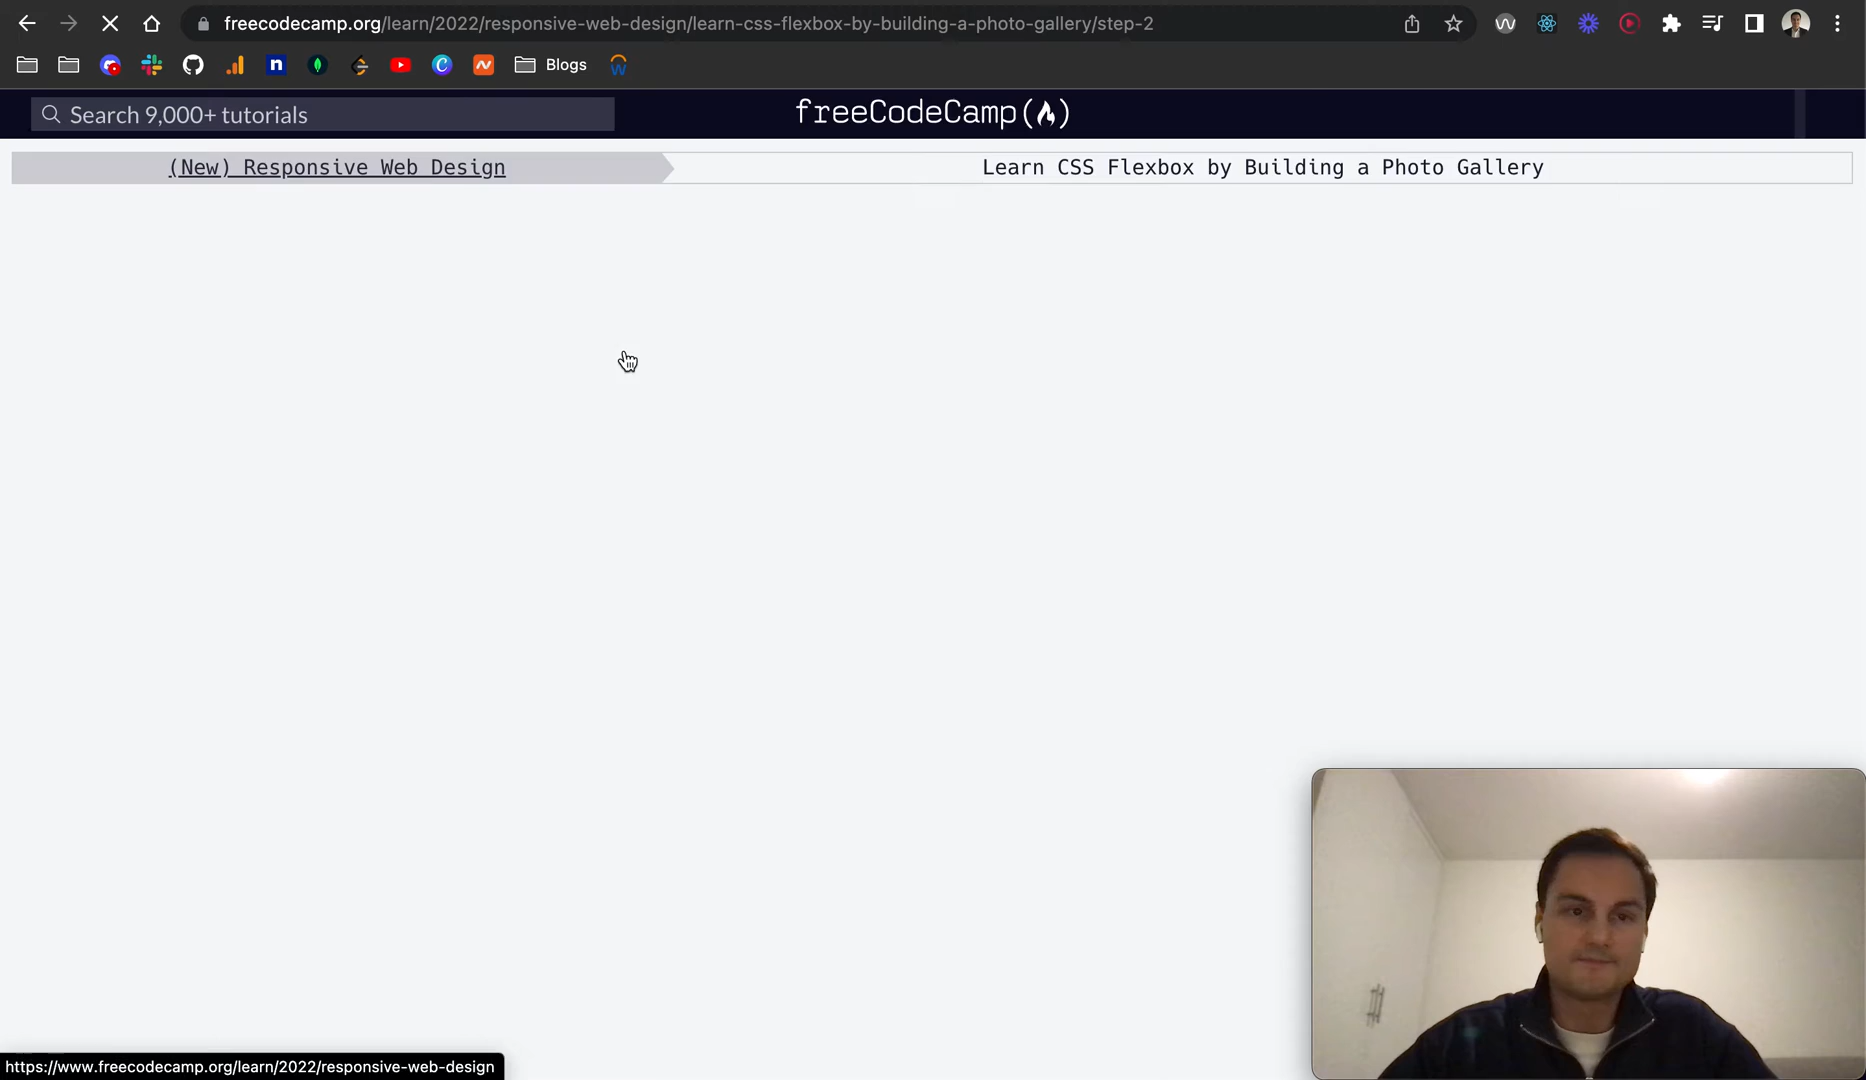 freecodecamp.org/learn/2022/responsive-web-design/learn-css-flexbox-by-building-a-photo-gallery/step-2
Blogs
Search 9,000+ tutorials
freeCodeCamp
(New) Responsive Web Design
Learn CSS Flexbox by Building a Photo Gallery
https://www.freecodecamp.org/learn/2022/responsive-web-design